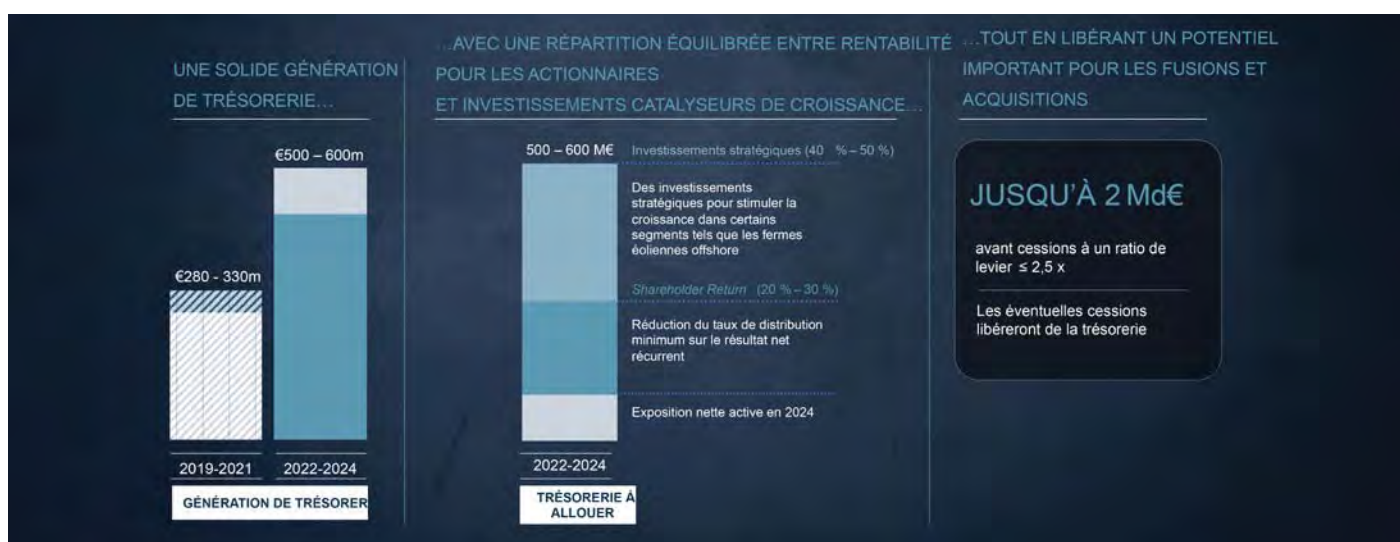 UNE SOLIDE GÉNÉRATION
DE TRÉSORERIE…
€500 – 600m
€280 - 330m
2019-2021
2022-2024
GÉNÉRATION DE TRÉSORER
…AVEC UNE RÉPARTITION ÉQUILIBRÉE ENTRE RENTABILITÉ
POUR LES ACTIONNAIRES
ET INVESTISSEMENTS CATALYSEURS DE CROISSANCE…
500 – 600 M€
Investissements stratégiques (40 % – 50 %)
Des investissements
stratégiques pour stimuler la
croissance dans certains
segments tels que les fermes
éoliennes offshore
Shareholder Return (20 % – 30 %)
Réduction du taux de distribution
minimum sur le résultat net
récurrent
Exposition nette active en 2024
2022-2024
TRÉSORERIE À
ALLOUER
…TOUT EN LIBÉRANT UN POTENTIEL
IMPORTANT POUR LES FUSIONS ET
ACQUISITIONS
JUSQU’À 2 Md€
avant cessions à un ratio de
levier ≤ 2,5 x
Les éventuelles cessions
libéreront de la trésorerie